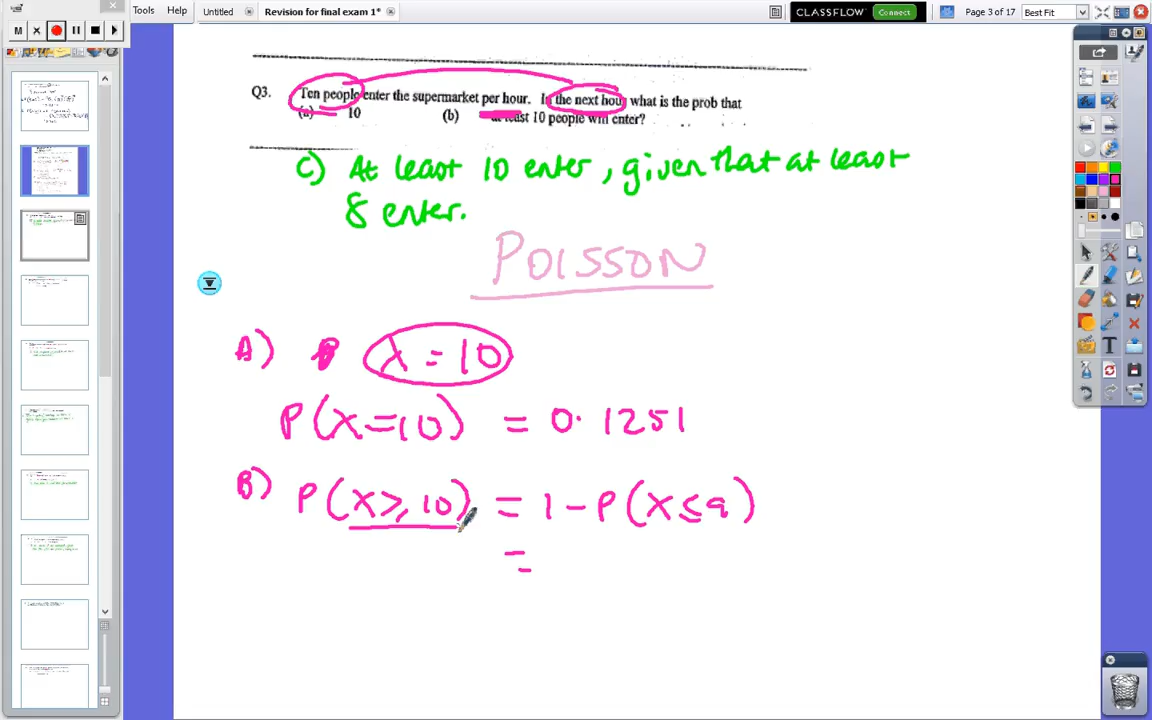 Tools
Untitled
Revision for final exam 1*
CLASSFLOW
Connect
Page 3 of 17
Best Fit
M
Q3. Ten people enter the supermarket per hour. In the next hour what is the prob that
(a) 10 (b) at least 10 people will enter?
c) At least 10 enter, given that at least
8 enter.
POISSON
A) λ = 10
P(X=10) = 0.1251
B) P(X≥10) = 1-P(X≤9)
=